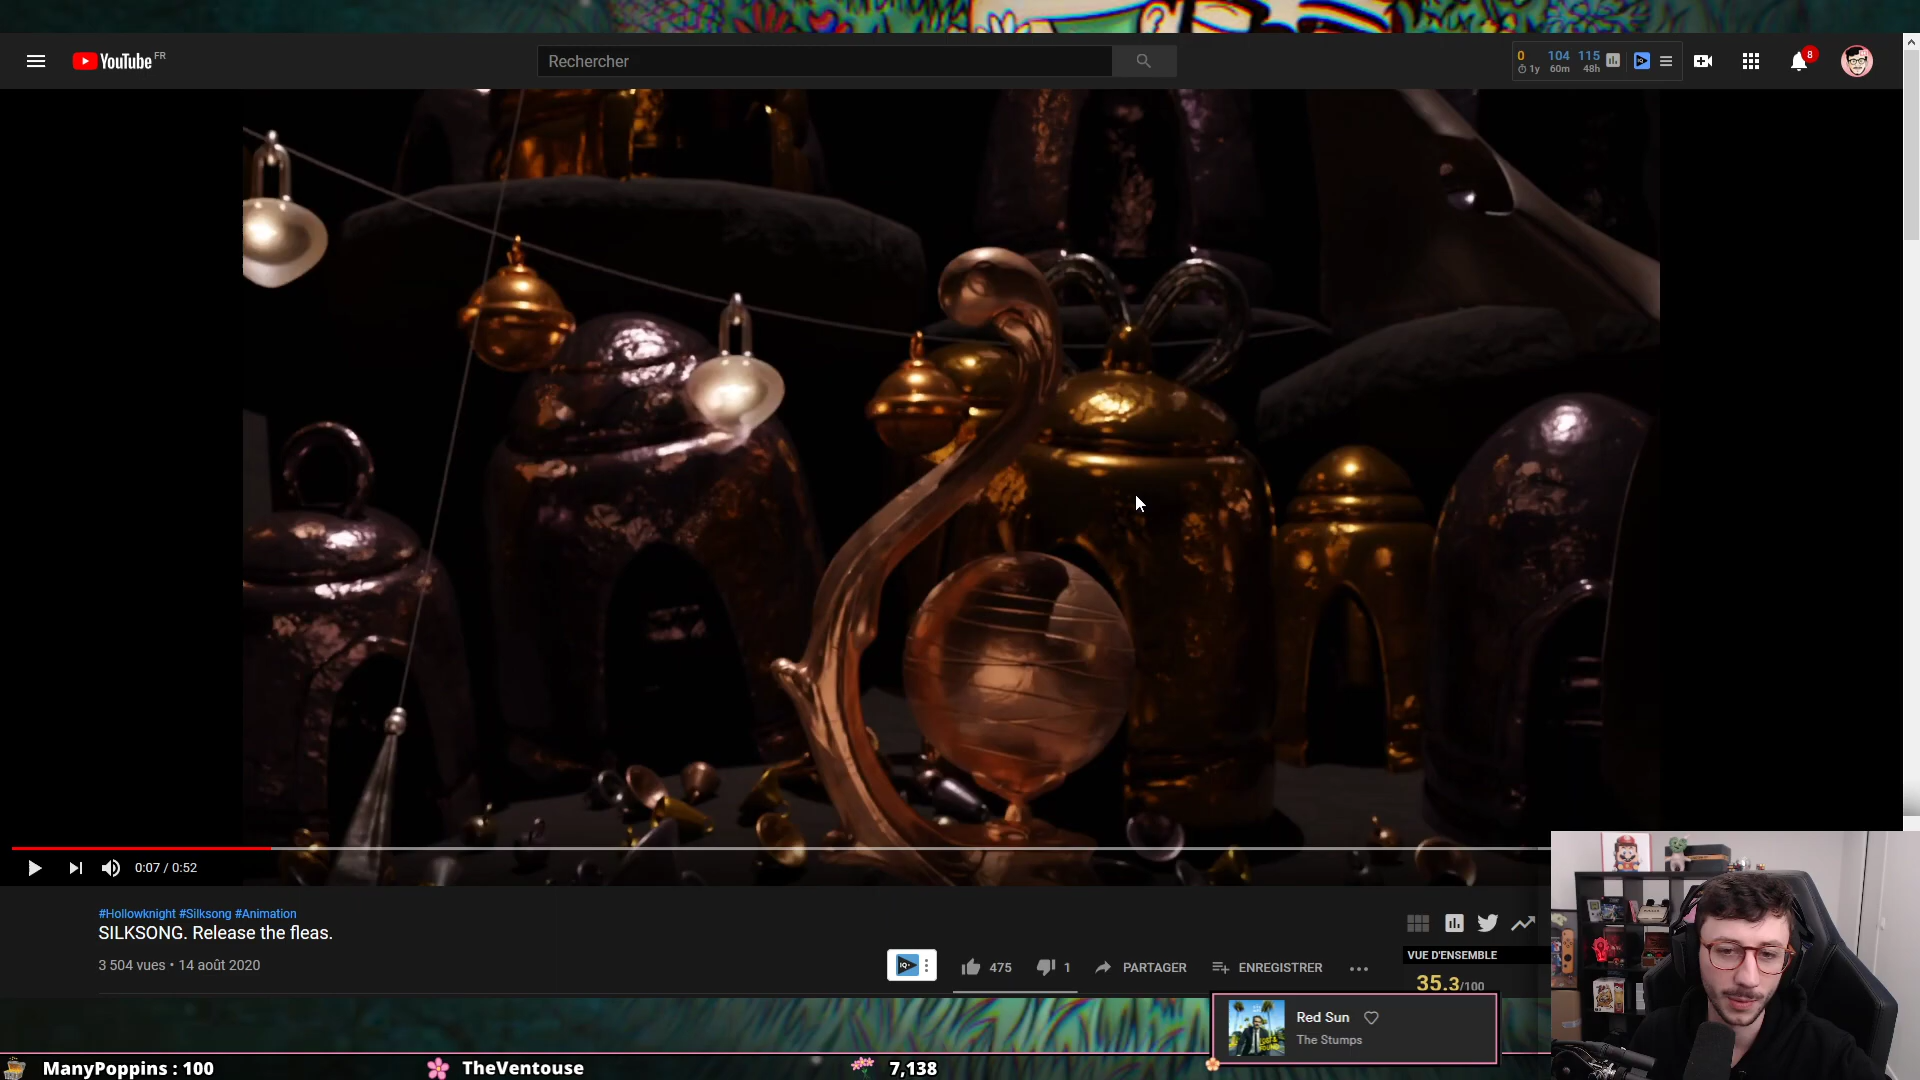 YouTube FR
Rechercher
0 104 115
1y 60m 48h
8
0:07 / 0:52
#Hollowknight #Silksong #Animation
SILKSONG. Release the fleas.
3 504 vues • 14 août 2020
IQ
475
1
PARTAGER
ENREGISTRER
VUE D'ENSEMBLE
35.3/100
Red Sun
The Stumps
ManyPoppins : 100
TheVentouse
7,138